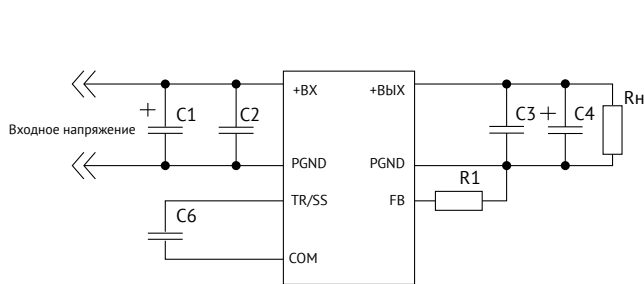 +ВХ
+ВЫХ
Rн
+
C1
C2
C3
+
C4
Входное напряжение
PGND
PGND
R1
TR/SS
FB
C6
COM